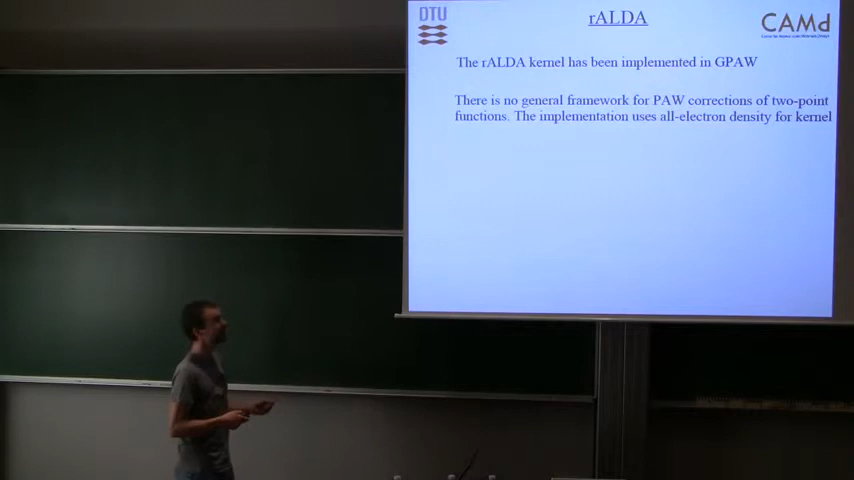 DTU
rALDA
CAMd
The rALDA kernel has been implemented in GPAW
There is no general framework for PAW corrections of two-point
functions. The implementation uses all-electron density for kernel